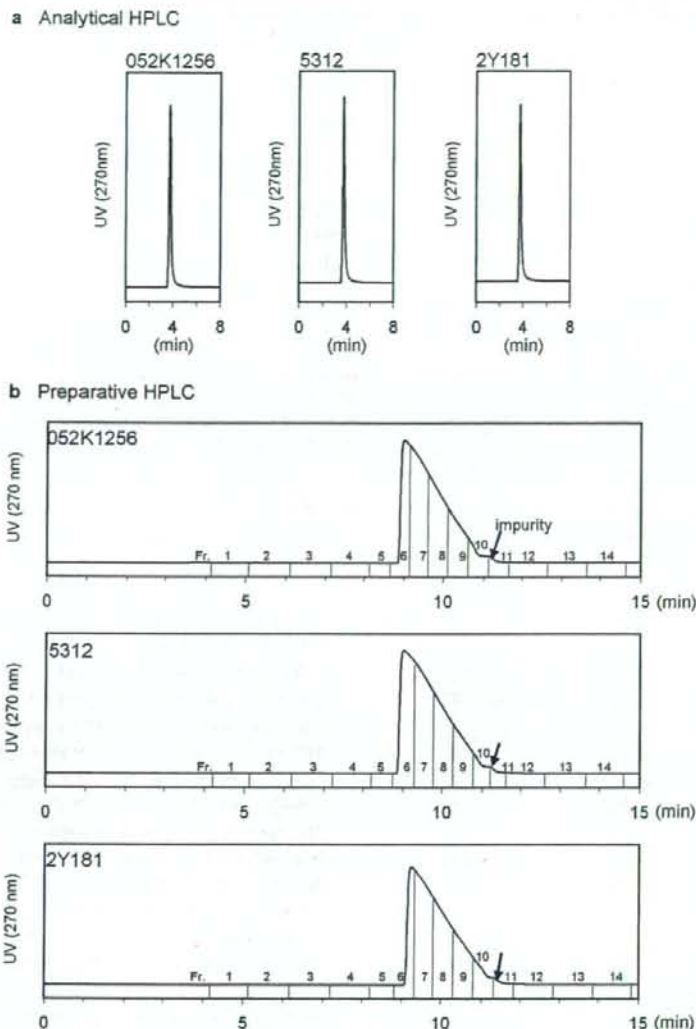 a Analytical HPLC
052K1256 5312 2Y181
UV (270nm) UV (270nm) UV (270nm)
0 4 8 0 4 8 0 4 8
(min) (min) (min)
b Preparative HPLC
052K1256
UV (270 nm)
impurity
Fr. 1 2 3 4 5 6 7 8 9 10 11 12 13 14
0 5 10 15 (min)
5312
UV (270 nm)
Fr. 1 2 3 4 5 6 7 8 9 10 11 12 13 14
0 5 10 15 (min)
2Y181
UV (270 nm)
Fr. 1 2 3 4 5 6 7 8 9 10 11 12 13 14
0 5 10 15 (min)